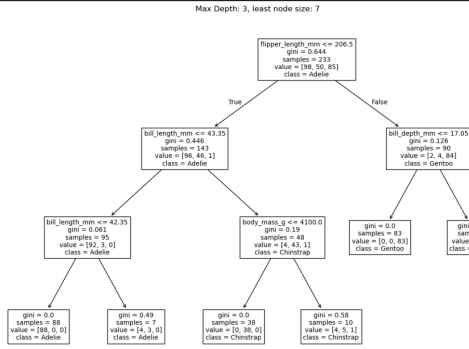 Max Depth: 3, least node size: 7
flipper_length_mm <= 206.5
gini = 0.644
samples = 233
value = [98, 50, 85]
class = Adelie
True
False
bill_length_mm <= 43.35
gini = 0.446
samples = 143
value = [96, 46, 1]
class = Adelie
bill_depth_mm <= 17.05
gini = 0.126
samples = 90
value = [2, 4, 84]
class = Gentoo
bill_length_mm <= 42.35
gini = 0.061
samples = 95
value = [92, 3, 0]
class = Adelie
body_mass_g <= 4100.0
gini = 0.19
samples = 48
value = [4, 43, 1]
class = Chinstrap
gini = 0.0
samples = 83
value = [0, 0, 83]
class = Gentoo
gini = 0.0
samples = 88
value = [88, 0, 0]
class = Adelie
gini = 0.49
samples = 7
value = [4, 3, 0]
class = Adelie
gini = 0.0
samples = 38
value = [0, 38, 0]
class = Chinstrap
gini = 0.58
samples = 10
value = [4, 5, 1]
class = Chinstrap